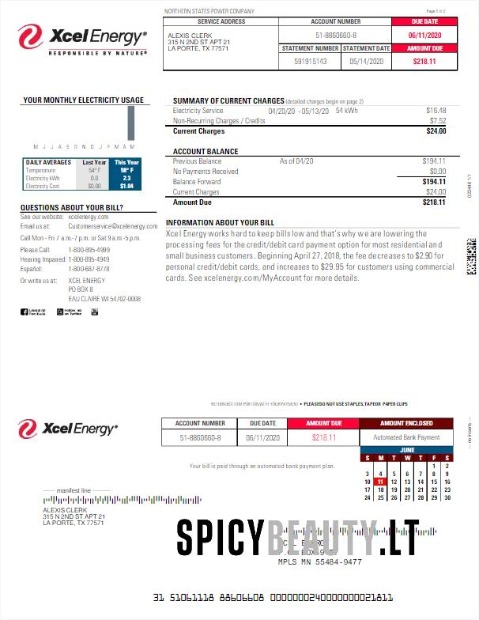 NORTHERN STATES POWER COMPANY
Xcel Energy®
RESPONSIBLE BY NATURE®
SERVICE ADDRESS ACCOUNT NUMBER DUE DATE
ALEXIS CLERK
315 N 2ND ST APT 21
LA PORTE, TX 77571
51-8860660-8 06/11/2020
STATEMENT NUMBER STATEMENT DATE AMOUNT DUE
591915143 05/14/2020 $218.11
YOUR MONTHLY ELECTRICITY USAGE
M J J A S O N D J F M A M
DAILY AVERAGES Last Year This Year
Temperature 54° F 58° F
Electricity kWh 0.0 2.3
Electricity Cost $0.00 $1.04
QUESTIONS ABOUT YOUR BILL?
See our website: xcelenergy.com
Email us at: Customerservice@xcelenergy.com
Call Mon - Fri 7 a.m.-7 p.m. or Sat 9 a.m.-5 p.m.
Please Call: 1-800-895-4999
Hearing Impaired: 1-800-895-4949
Español: 1-800-687-8778
Or write us at: XCEL ENERGY
PO BOX 8
EAU CLAIRE WI 54702-0008
SUMMARY OF CURRENT CHARGES (detailed charges begin on page 2)
Electricity Service 04/20/20 - 05/13/20 54 kWh $16.48
Non-Recurring Charges / Credits $7.52
Current Charges $24.00
ACCOUNT BALANCE
Previous Balance As of 04/20 $194.11
No Payments Received $0.00
Balance Forward $194.11
Current Charges $24.00
Amount Due $218.11
INFORMATION ABOUT YOUR BILL
Xcel Energy works hard to keep bills low and that's why we are lowering the
processing fees for the credit/debit card payment option for most residential and
small business customers. Beginning April 27, 2018, the fee decreases to $2.90 for
personal credit/debit cards, and increases to $29.95 for customers using commercial
cards. See xcelenergy.com/MyAccount for more details.
• PLEASE DO NOT USE STAPLES, TAPE OR PAPER CLIPS
Xcel Energy®
ACCOUNT NUMBER DUE DATE AMOUNT DUE AMOUNT ENCLOSED
51-8860660-8 06/11/2020 $218.11 Automated Bank Payment
Your bill is paid through an automated bank payment plan.
JUNE
S M T W T F S
1 2
3 4 5 6 7 8 9
10 11 12 13 14 15 16
17 18 19 20 21 22 23
24 25 26 27 28 29 30
manifest line
ALEXIS CLERK
315 N 2ND ST APT 21
LA PORTE, TX 77571
SPICYBEAUTY.LT
MPLS MN 55484-9477
31 51061118 88606608 0000000240000000021811